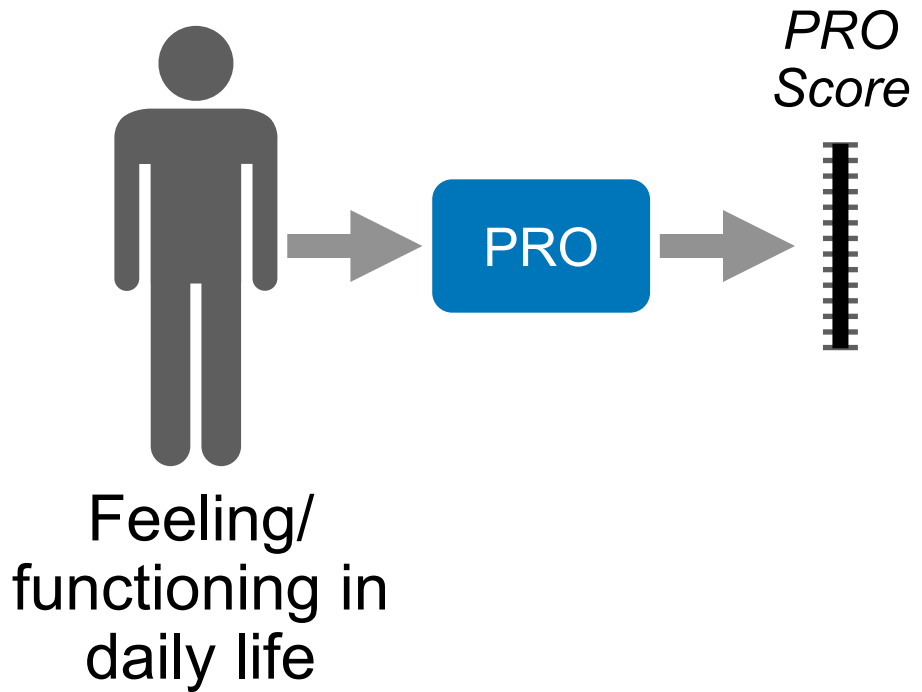 PRO
Score
PRO
Feeling/
functioning in
daily life